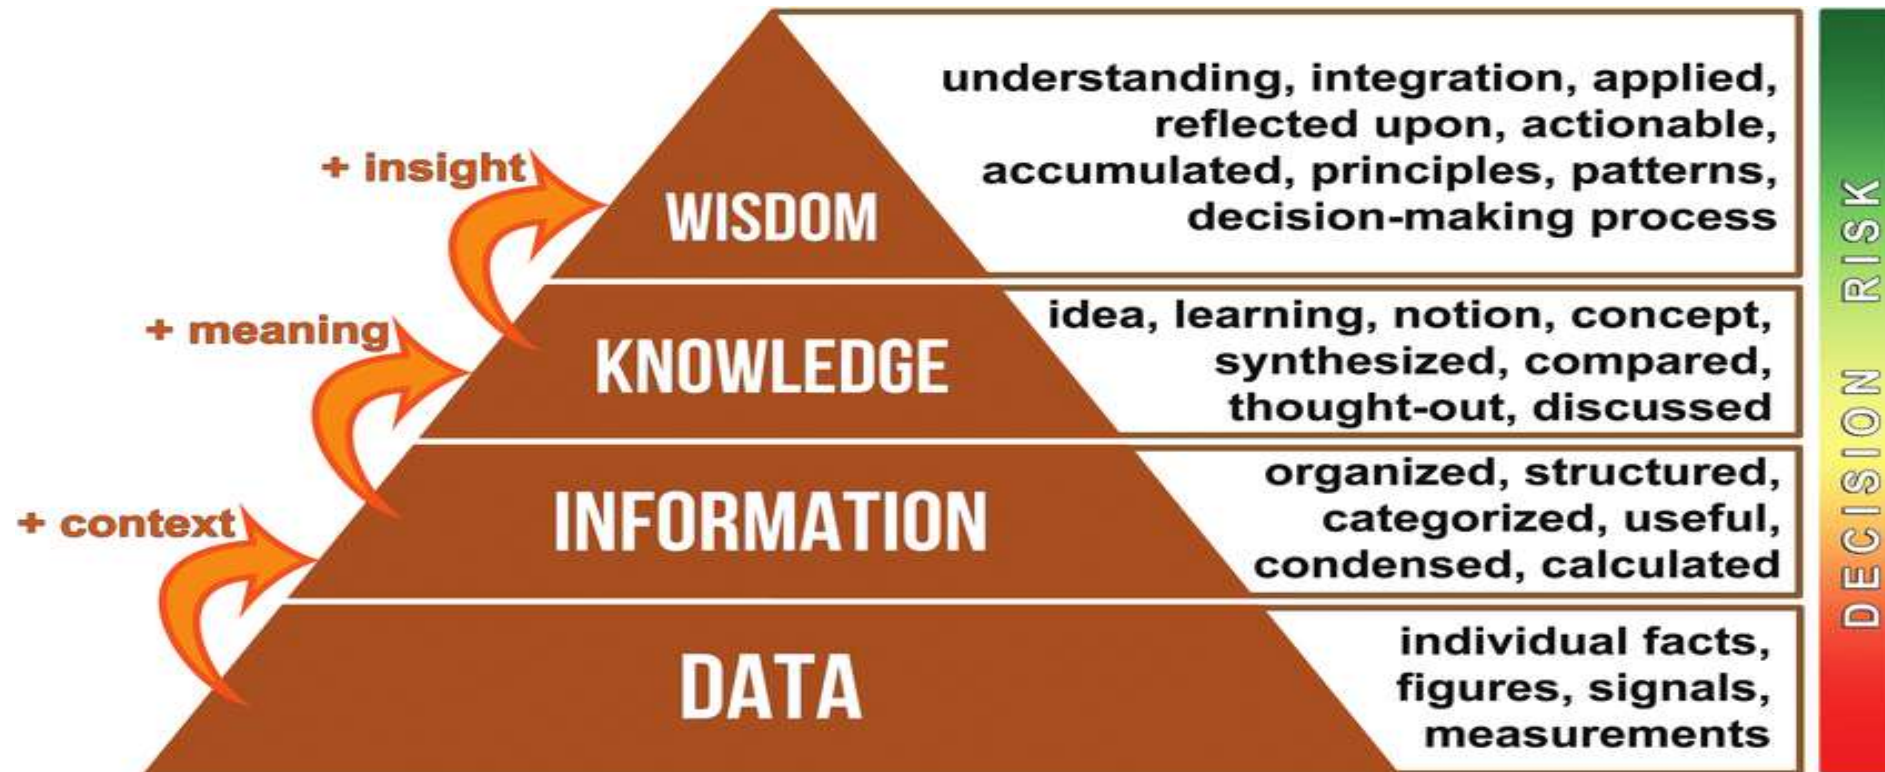 understanding, integration, applied,
reflected upon, actionable,
accumulated, principles, patterns,
decision-making process
+ insight
WISDOM
idea, learning, notion, concept,
synthesized, compared,
thought-out, discussed
+ meaning
KNOWLEDGE
organized, structured,
categorized, useful,
condensed, calculated
+ context
INFORMATION
individual facts,
figures, signals,
measurements
DATA
DECISION RISK